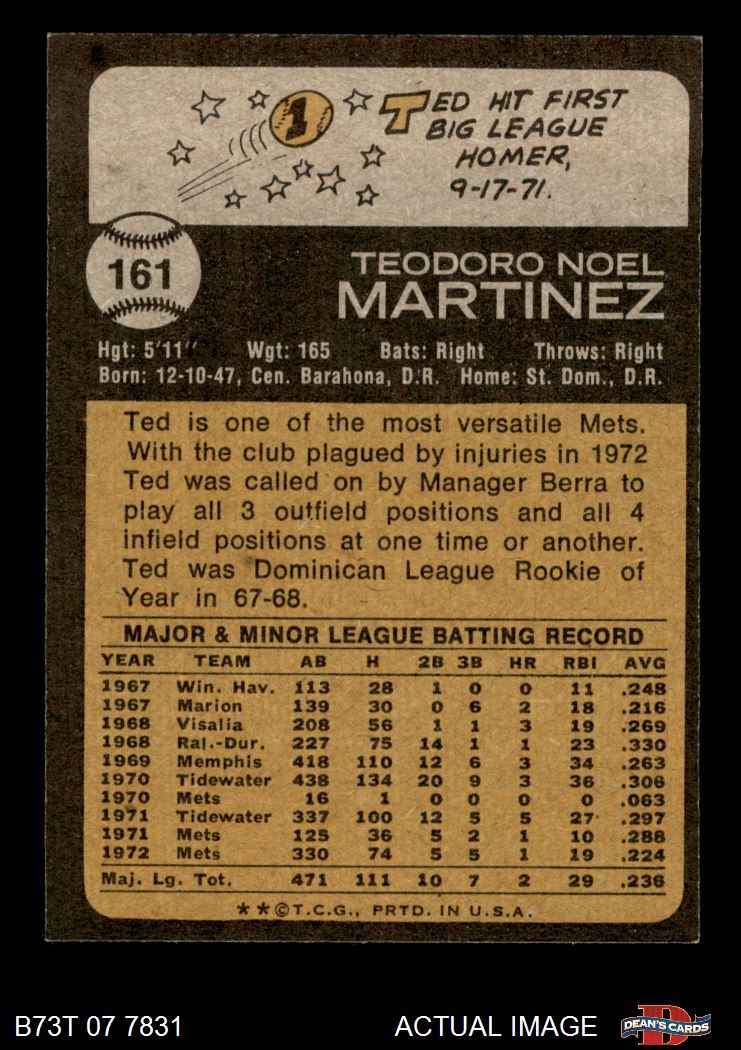 1
TED HIT FIRST
BIG LEAGUE
HOMER,
9-17-71.
161
TEODORO NOEL
MARTINEZ
Hgt: 5'11" Wgt: 165 Bats: Right Throws: Right
Born: 12-10-47, Cen. Barahona, D.R. Home: St. Dom., D.R.
Ted is one of the most versatile Mets.
With the club plagued by injuries in 1972
Ted was called on by Manager Berra to
play all 3 outfield positions and all 4
infield positions at one time or another.
Ted was Dominican League Rookie of
Year in 67-68.
MAJOR & MINOR LEAGUE BATTING RECORD
YEAR TEAM AB H 2B 3B HR RBI AVG
1967 Win. Hav. 113 28 1 0 0 11 .248
1967 Marion 139 30 0 6 2 18 .216
1968 Visalia 208 56 1 1 3 19 .269
1968 Ral.-Dur. 227 75 14 1 1 23 .330
1969 Memphis 418 110 12 6 3 34 .263
1970 Tidewater 438 134 20 9 3 36 .306
1970 Mets 16 1 0 0 0 0 .063
1971 Tidewater 337 100 12 5 5 27 .297
1971 Mets 125 36 5 2 1 10 .288
1972 Mets 330 74 5 5 1 19 .224
Maj. Lg. Tot. 471 111 10 7 2 29 .236
★★©T.C.G., PRTD. IN U.S.A.
B73T 07 7831 ACTUAL IMAGE D DEAN'S CARDS